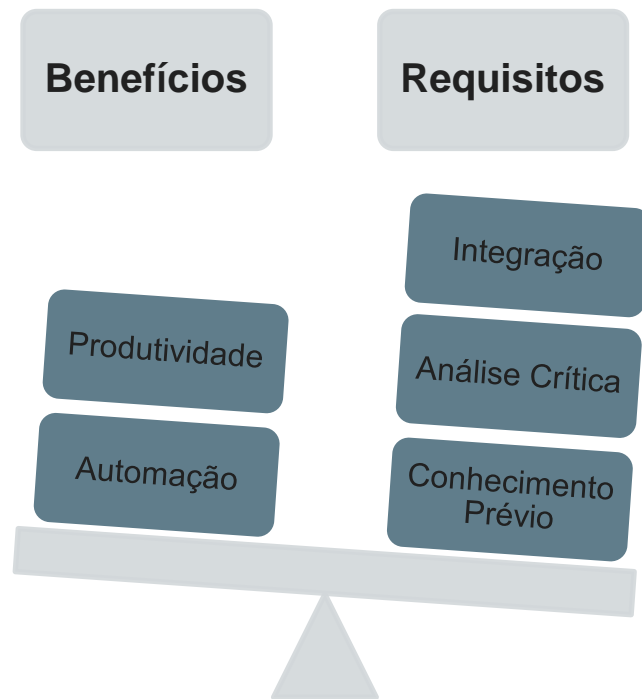 Benefícios
Requisitos
Produtividade
Automação
Integração
Análise Crítica
Conhecimento
Prévio